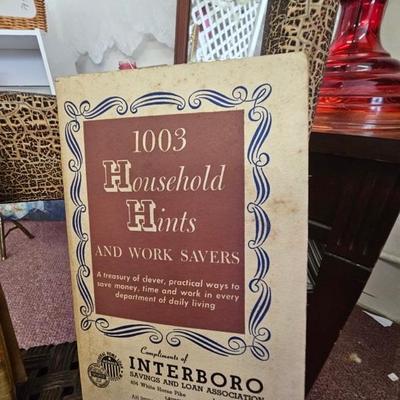 1003
Household
Hints
AND WORK SAVERS
A treasury of clever, practical ways to
save money, time and work in every
department of daily living
Compliments of
INTERBORO
SAVINGS AND LOAN ASSOCIATION
White Horse Pike